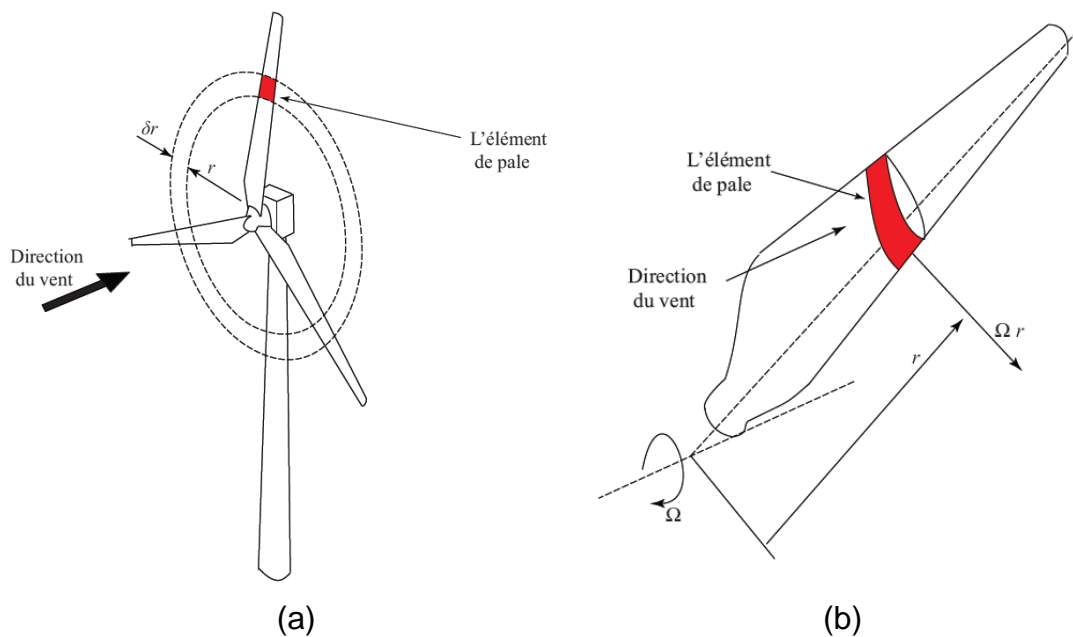 δr
r
L'élément
de pale
Direction
du vent
(a)
L'élément
de pale
Direction
du vent
Ω r
r
Ω
(b)